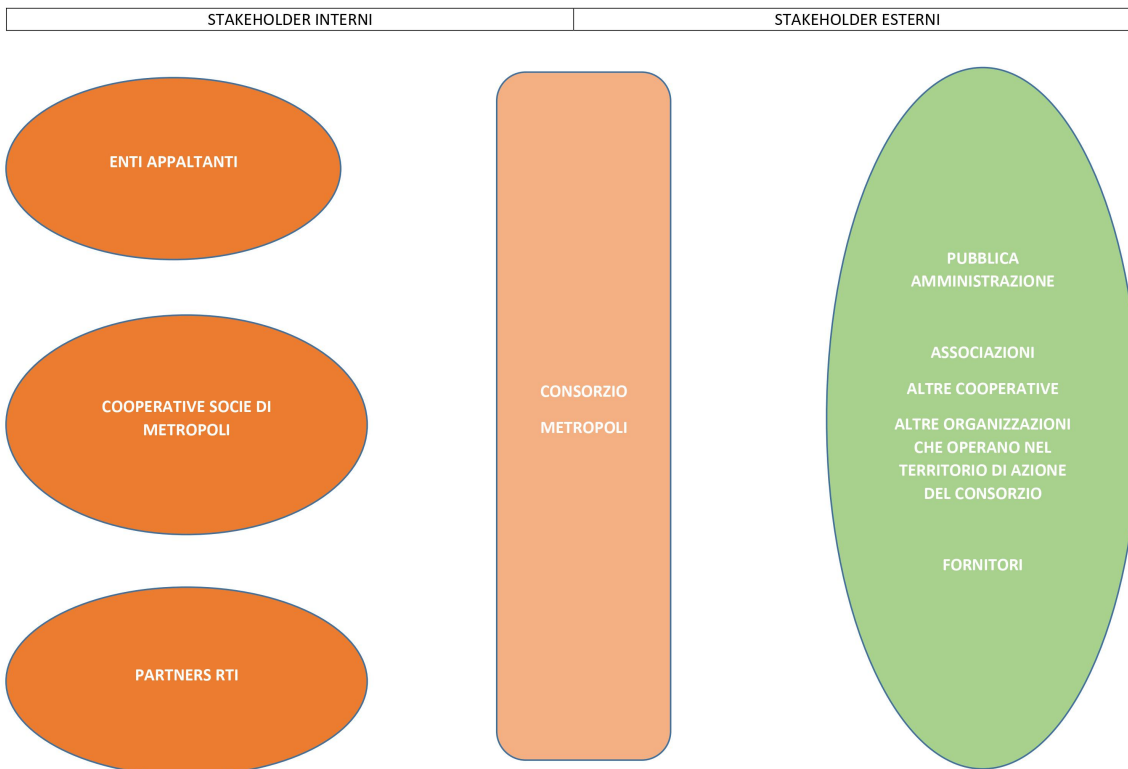 STAKEHOLDER INTERNI
STAKEHOLDER ESTERNI
ENTI APPALTANTI
COOPERATIVE SOCIE DI
METROPOLI
PARTNERS RTI
CONSORZIO
METROPOLI
PUBBLICA
AMMINISTRAZIONE
ASSOCIAZIONI
ALTRE COOPERATIVE
ALTRE ORGANIZZAZIONI
CHE OPERANO NEL
TERRITORIO DI AZIONE
DEL CONSORZIO
FORNITORI